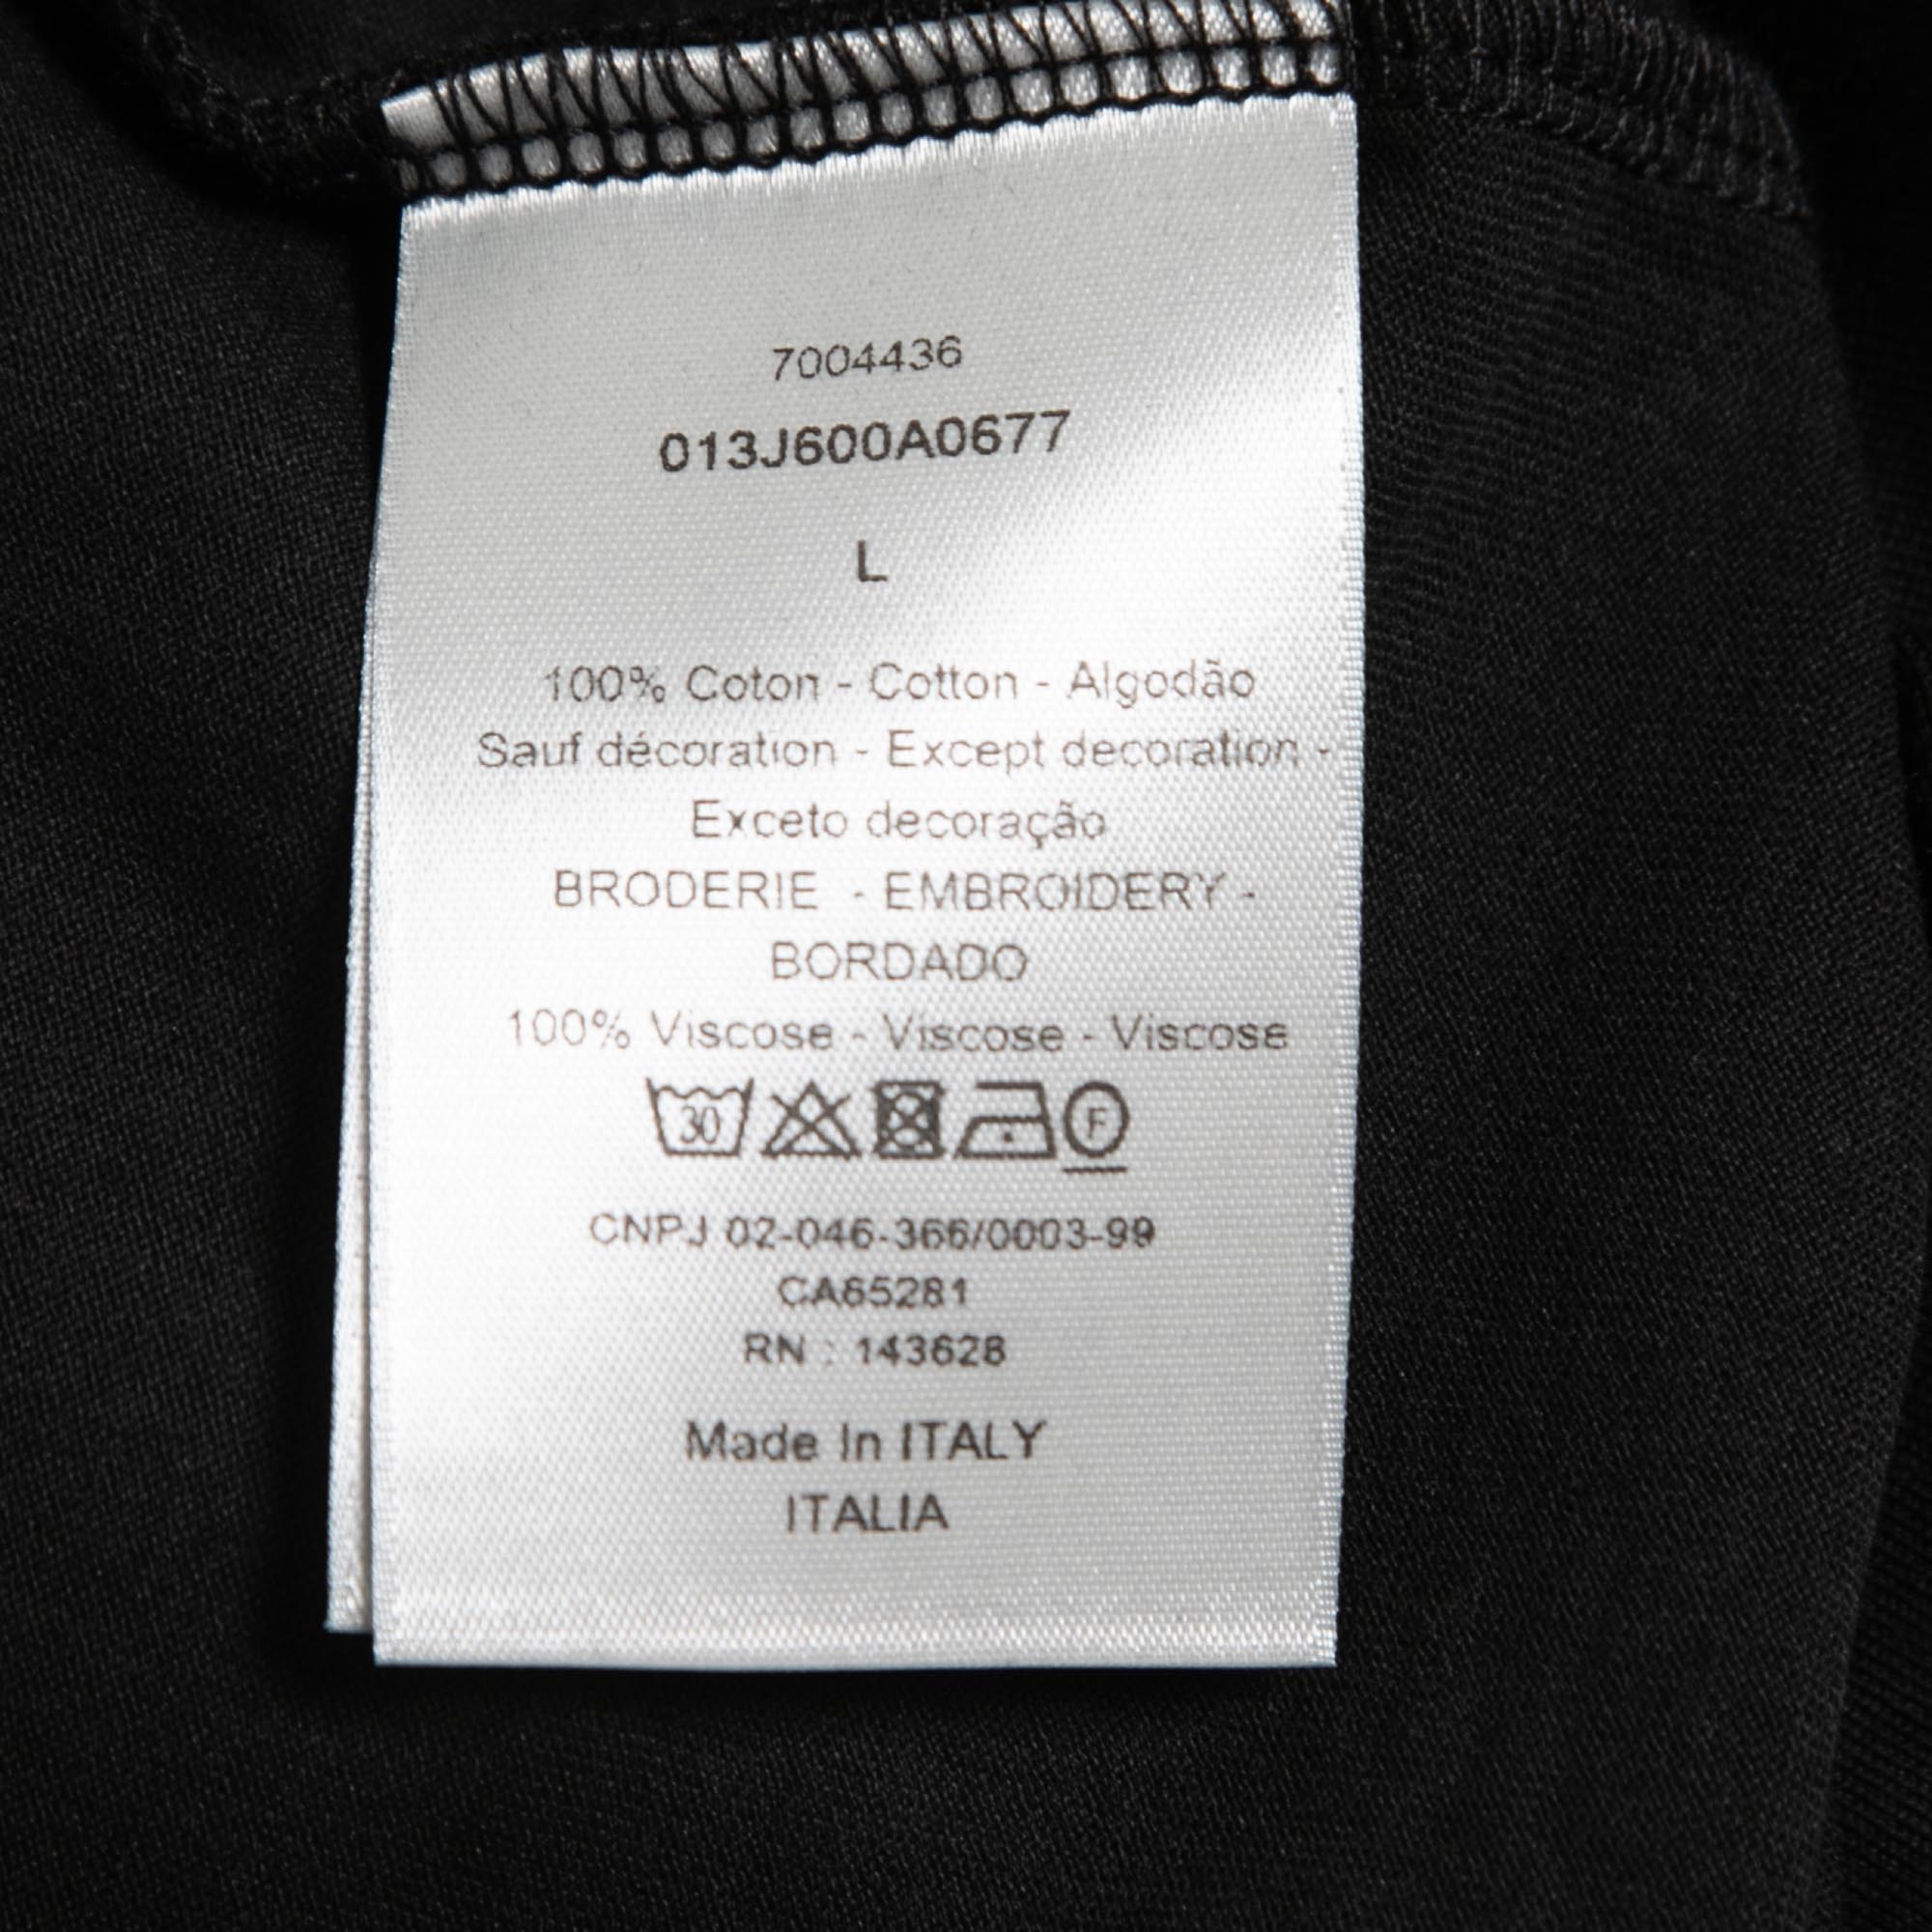 7004436
013J600A0677
L
100% Coton - Cotton - Algodão
Sauf décoration - Except decoration -
Exceto decoração
BRODERIE - EMBROIDERY -
BORDADO
100% Viscose - Viscose - Viscose
30 F
CNPJ 02-046-366/0003-99
CA65281
RN : 143628
Made In ITALY
ITALIA